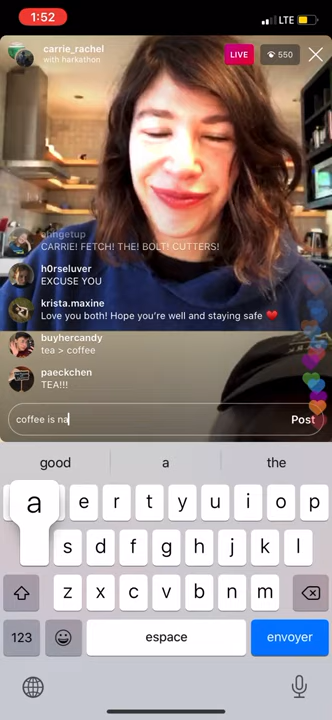 1:52
LTE
carrie_rachel
with harkathon
LIVE
550
CARRIE! FETCH! THE! BOLT! CUTTERS!
h0rseluver
EXCUSE YOU
krista.maxine
Love you both! Hope you're well and staying safe ❤️
buyhercandy
tea > coffee
paeckchen
TEA!!!
coffee is na
Post
good
a
the
a
e r t y u i o p
s d f g h j k l
z x c v b n m
123
espace
envoyer